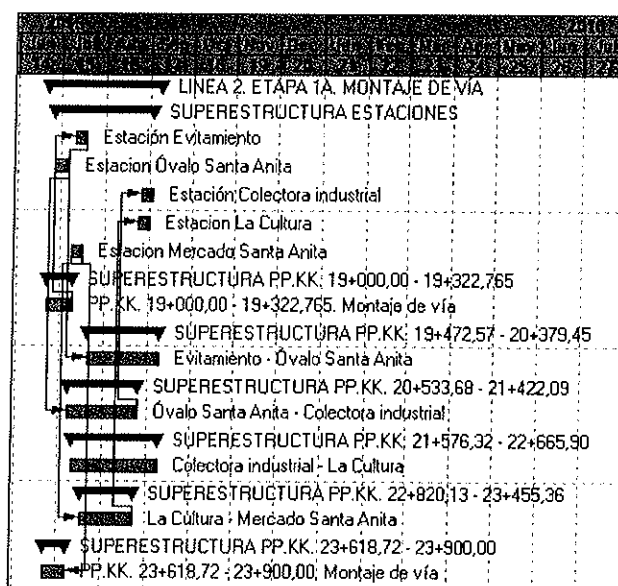 2016
LINEA 2. ETAPA 1A. MONTAJE DE VÍA
SUPERESTRUCTURA ESTACIONES
Estación Evitamiento
Estacion Óvalo Santa Anita
Estación Colectora industrial
Estacion La Cultura
Estacion Mercado Santa Anita
SUPERESTRUCTURA PP.KK. 19+000,00 - 19+322,765
PP.KK. 19+000,00 - 19+322,765. Montaje de vía
SUPERESTRUCTURA PP.KK. 19+472,57 - 20+379,45
Evitamiento - Óvalo Santa Anita
SUPERESTRUCTURA PP.KK. 20+533,68 - 21+422,09
Óvalo Santa Anita - Colectora industrial
SUPERESTRUCTURA PP.KK. 21+576,32 - 22+665,90
Colectora industrial - La Cultura
SUPERESTRUCTURA PP.KK. 22+820,13 - 23+455,36
La Cultura - Mercado Santa Anita
SUPERESTRUCTURA PP.KK. 23+618,72 - 23+900,00
PP.KK. 23+618,72 - 23+900,00. Montaje de vía